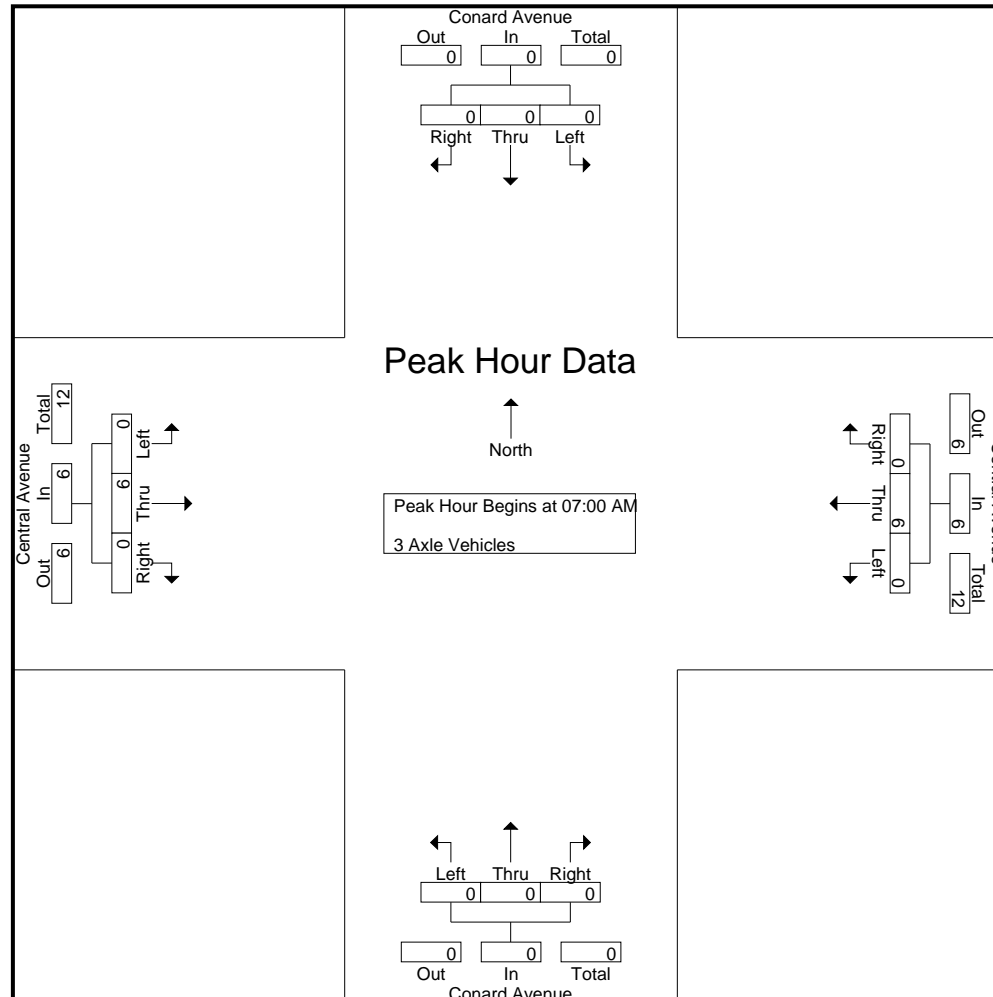 Conard Avenue
Out In Total
0 0 0
0 0 0
Right Thru Left
Peak Hour Data
North
Peak Hour Begins at 07:00 AM
3 Axle Vehicles
Central Avenue
Total In Out
12 6 6
0 6 0
Left Thru Right
Right Thru Left
0 6 0
Out In Total
6 6 12
Left Thru Right
0 0 0
0 0 0
Out In Total
Conard Avenue